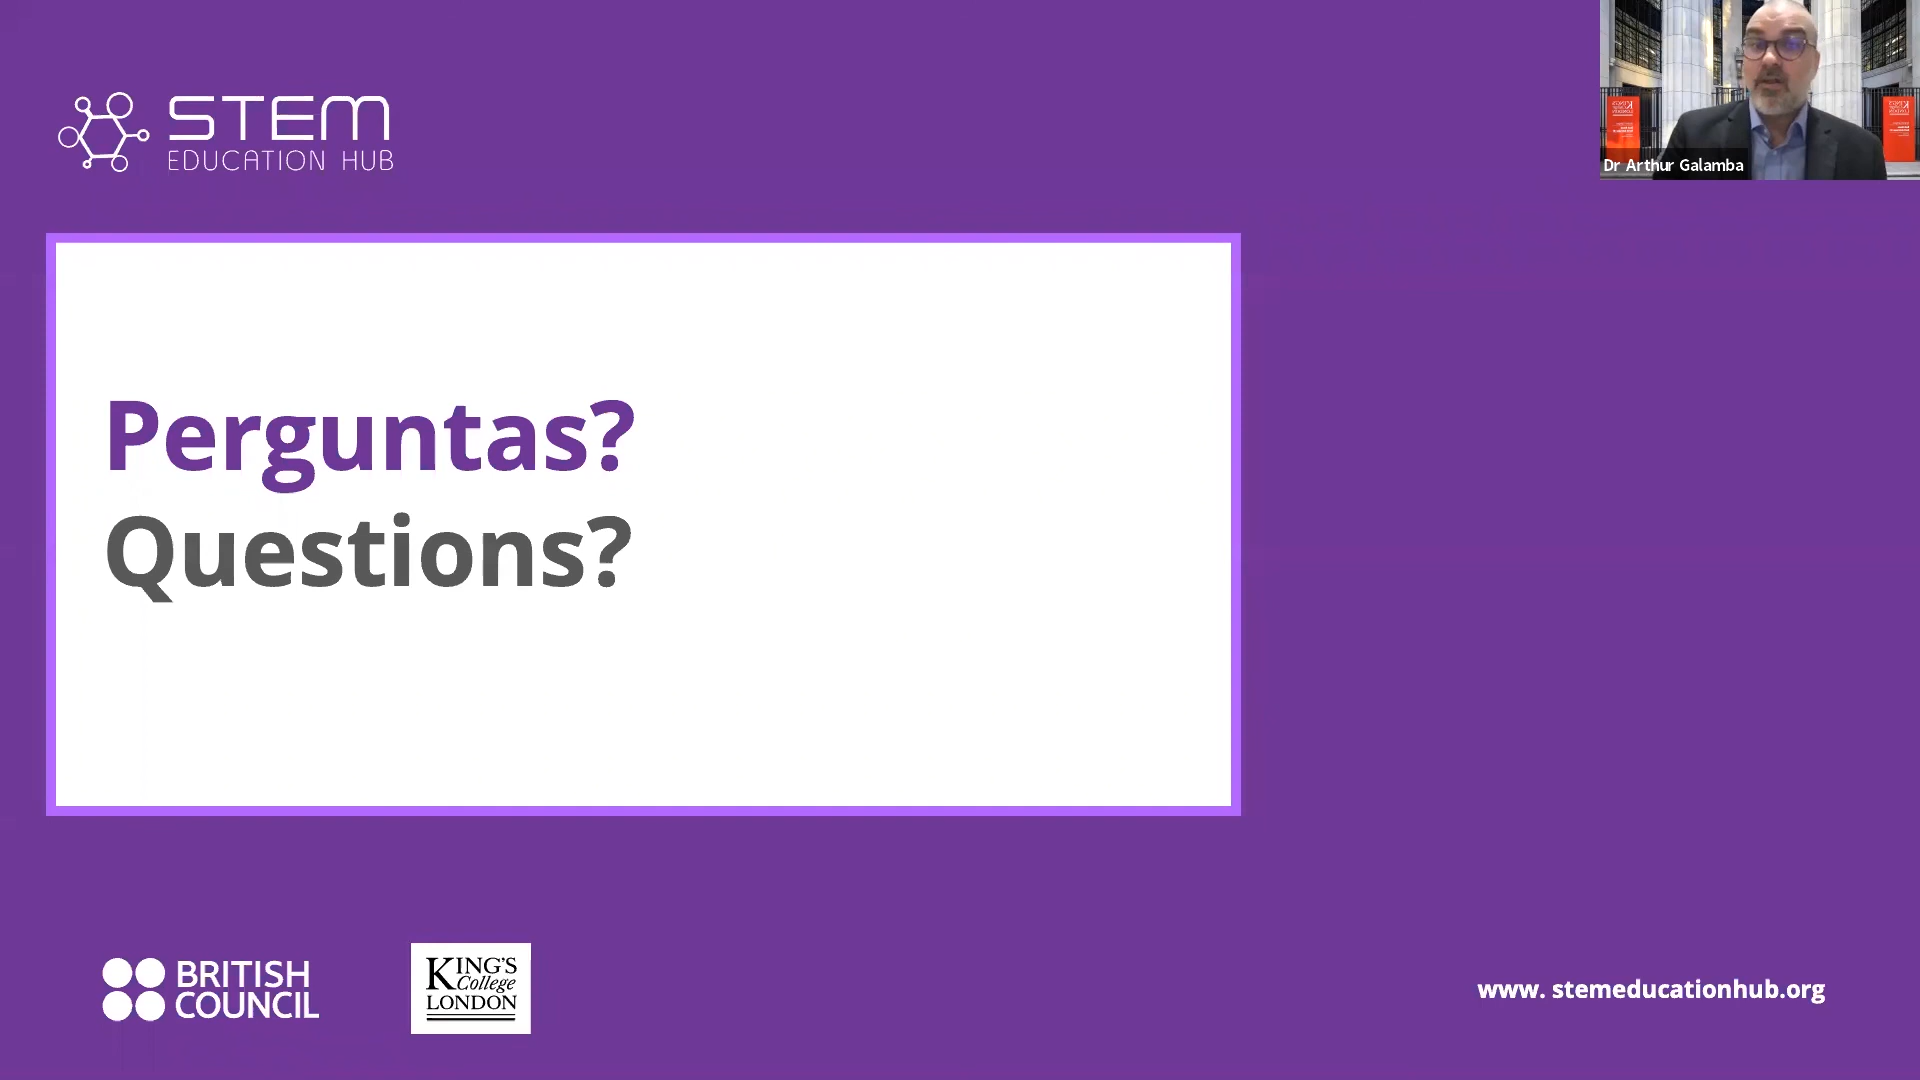 STEM
EDUCATION HUB
Dr Arthur Galamba
Perguntas?
Questions?
BRITISH
COUNCIL
KING'S
College
LONDON
www. stemeducationhub.org